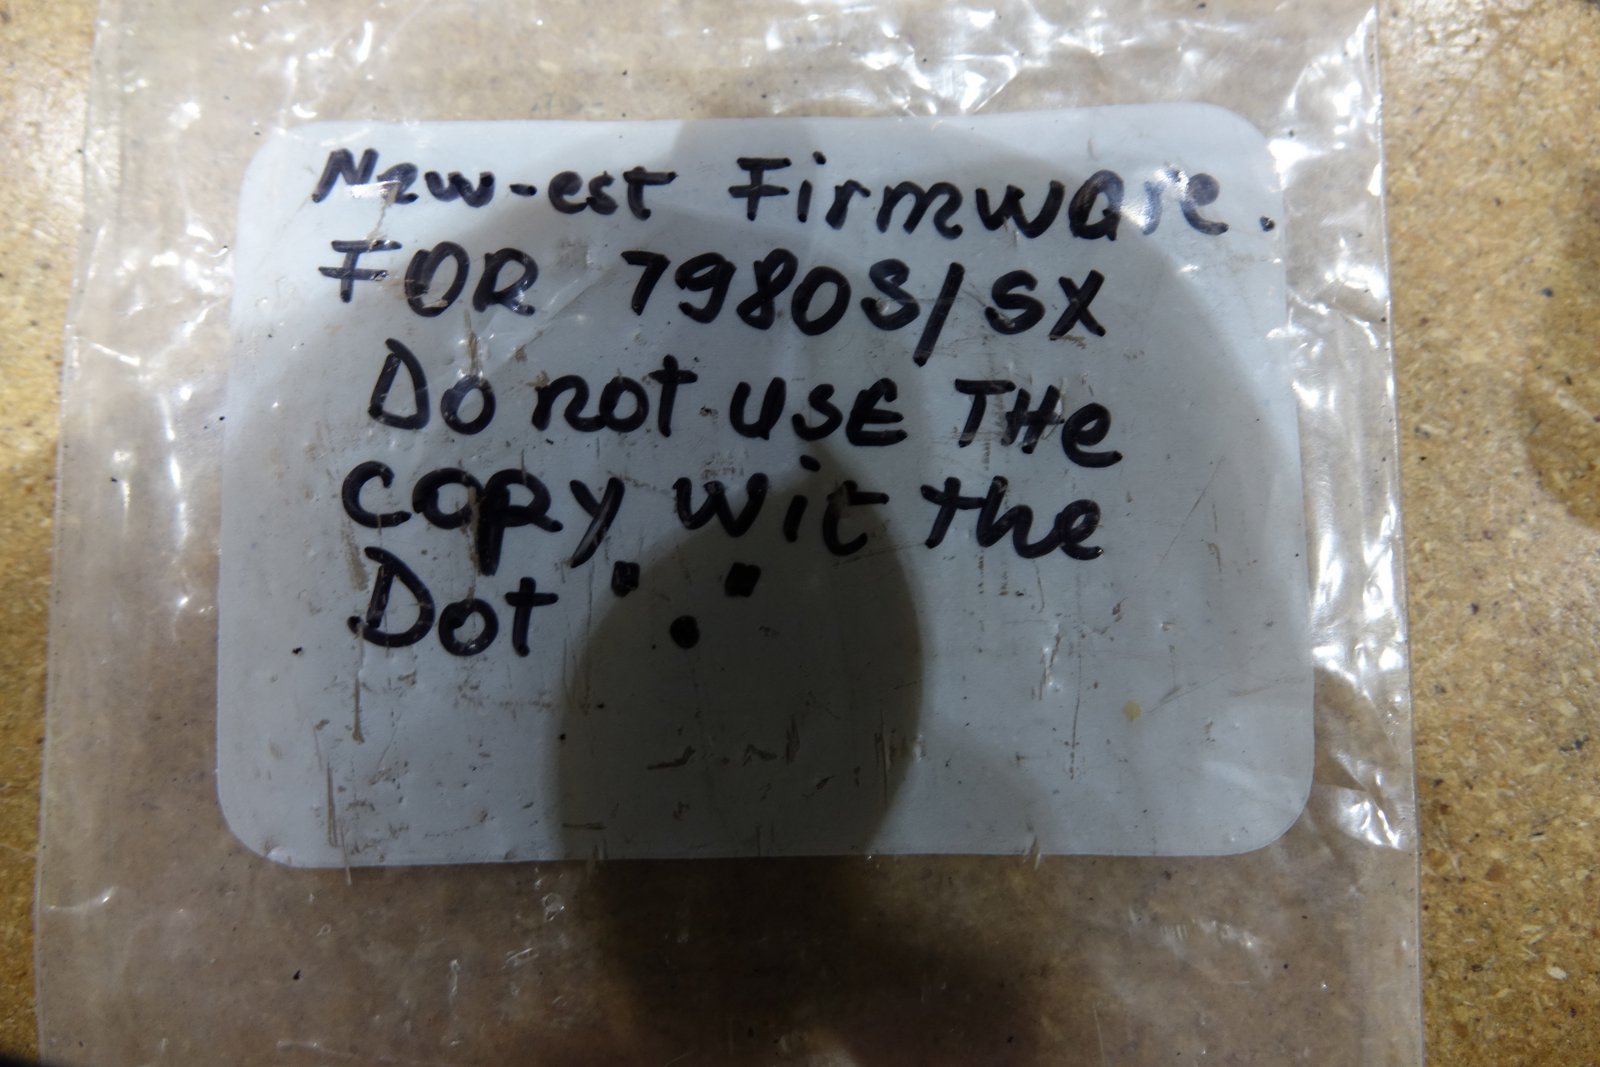 New-est Firmware.
FOR 7980S/SX
Do not USE THe
copy wit the
Dot "."